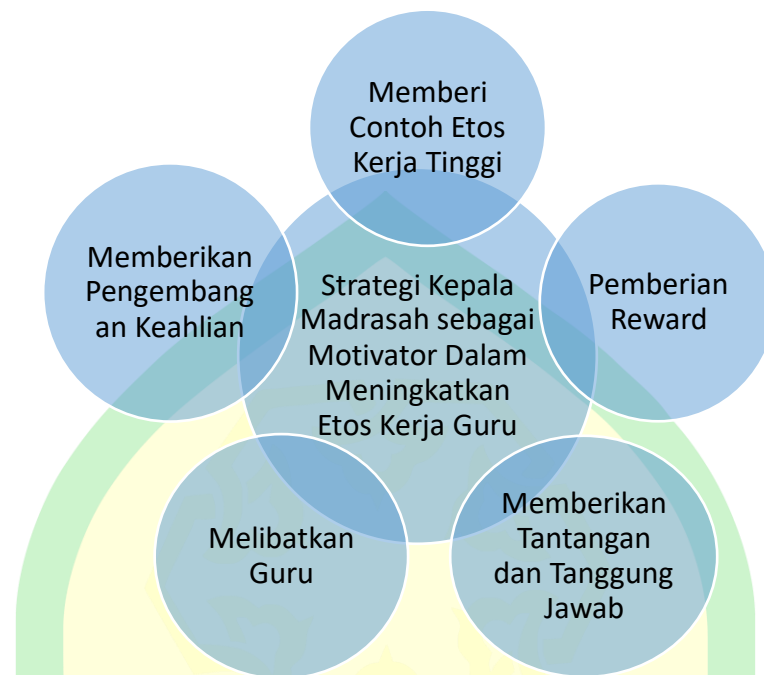 Memberi
Contoh Etos
Kerja Tinggi
Memberikan
Pengembang
an Keahlian
Strategi Kepala
Madrasah sebagai
Motivator Dalam
Meningkatkan
Etos Kerja Guru
Pemberian
Reward
Melibatkan
Guru
Memberikan
Tantangan
dan Tanggung
Jawab